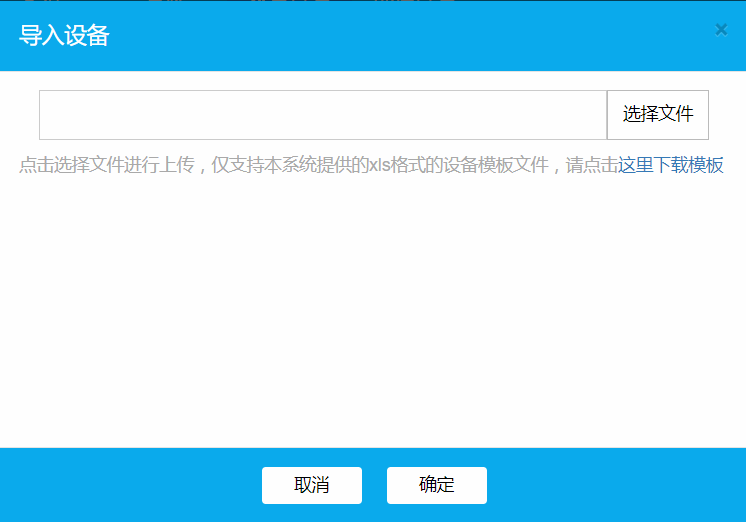 导入设备
×
选择文件
点击选择文件进行上传，仅支持本系统提供的xls格式的设备模板文件，请点击这里下载模板
取消
确定